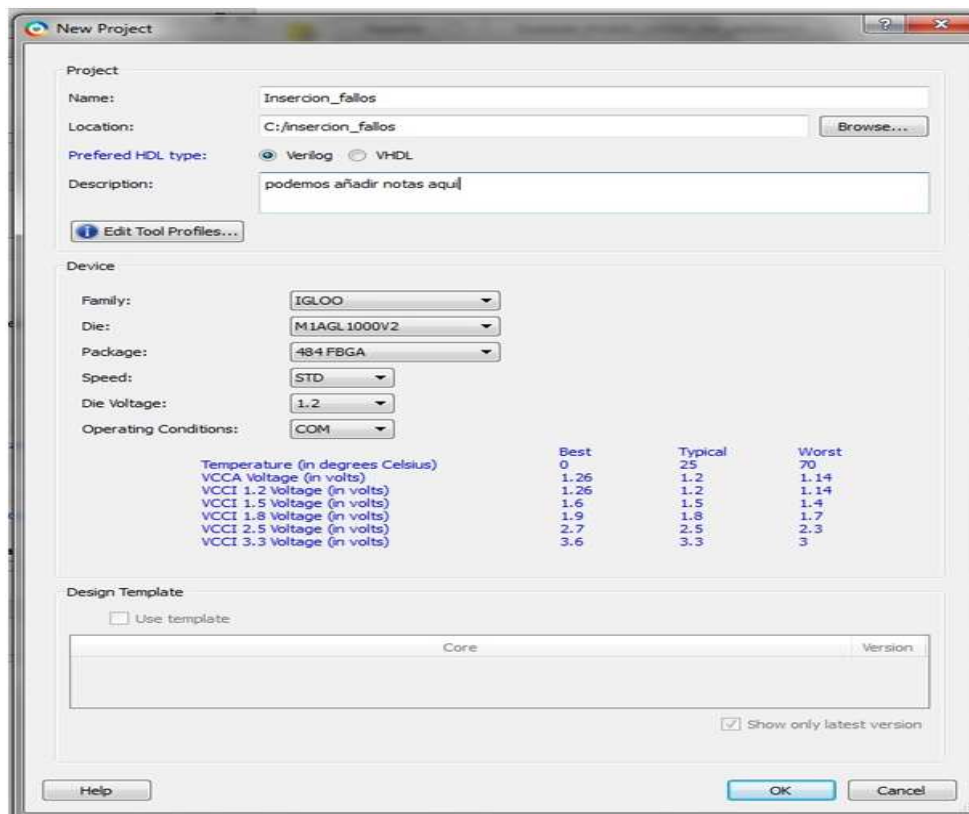 New Project
Project
Name: Insercion_fallos
Location: C:/insercion_fallos Browse...
Prefered HDL type: Verilog VHDL
Description: podemos añadir notas aqui
Edit Tool Profiles...
Device
Family: IGLOO
Die: M1AGL1000V2
Package: 484 FBGA
Speed: STD
Die Voltage: 1.2
Operating Conditions: COM
Best Typical Worst
Temperature (in degrees Celsius) 0 25 70
VCCA Voltage (in volts) 1.26 1.2 1.14
VCCI 1.2 Voltage (in volts) 1.26 1.2 1.14
VCCI 1.5 Voltage (in volts) 1.6 1.5 1.4
VCCI 1.8 Voltage (in volts) 1.9 1.8 1.7
VCCI 2.5 Voltage (in volts) 2.7 2.5 2.3
VCCI 3.3 Voltage (in volts) 3.6 3.3 3
Design Template
Use template
Core Version
Show only latest version
Help OK Cancel